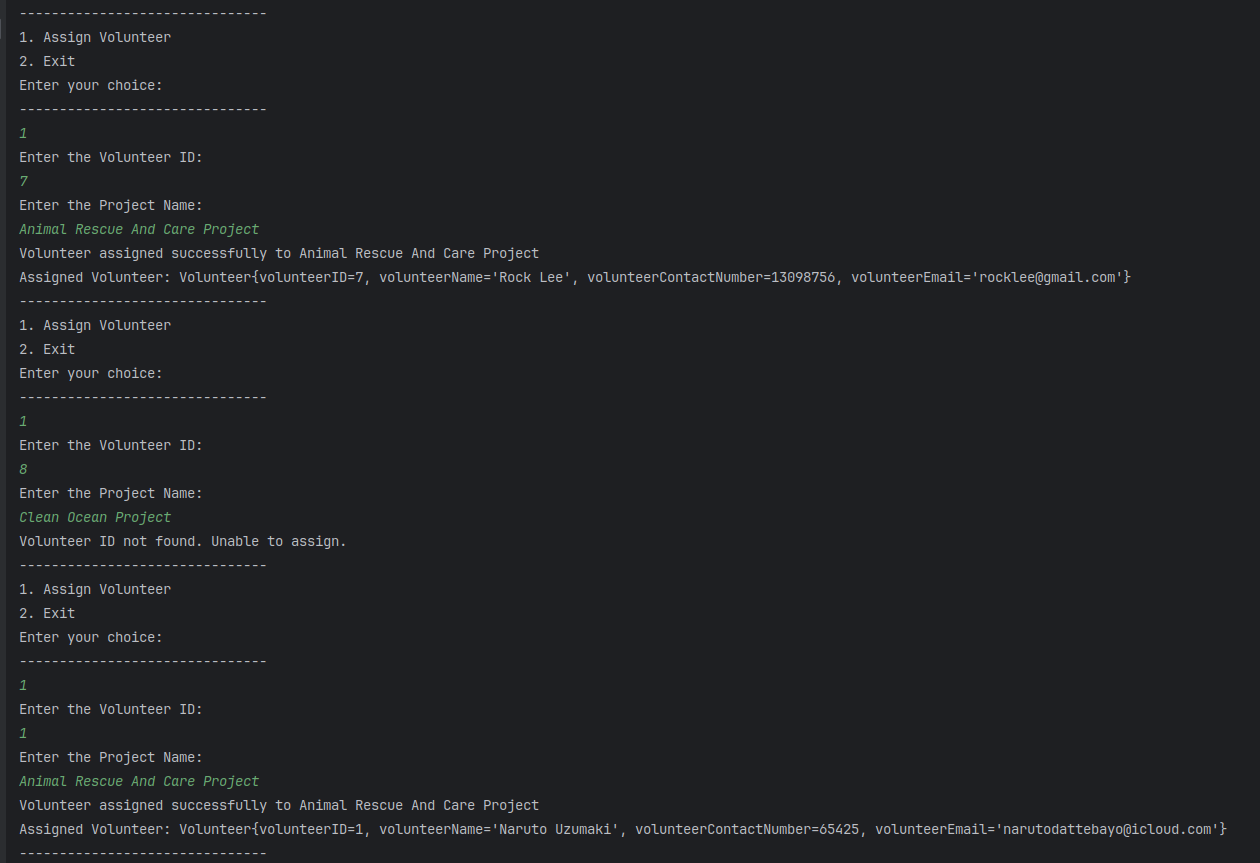 -------------------------------
1. Assign Volunteer
2. Exit
Enter your choice:
-------------------------------
1
Enter the Volunteer ID:
7
Enter the Project Name:
Animal Rescue And Care Project
Volunteer assigned successfully to Animal Rescue And Care Project
Assigned Volunteer: Volunteer{volunteerID=7, volunteerName='Rock Lee', volunteerContactNumber=13098756, volunteerEmail='rocklee@gmail.com'}
-------------------------------
1. Assign Volunteer
2. Exit
Enter your choice:
-------------------------------
1
Enter the Volunteer ID:
8
Enter the Project Name:
Clean Ocean Project
Volunteer ID not found. Unable to assign.
-------------------------------
1. Assign Volunteer
2. Exit
Enter your choice:
-------------------------------
1
Enter the Volunteer ID:
1
Enter the Project Name:
Animal Rescue And Care Project
Volunteer assigned successfully to Animal Rescue And Care Project
Assigned Volunteer: Volunteer{volunteerID=1, volunteerName='Naruto Uzumaki', volunteerContactNumber=65425, volunteerEmail='narutodattebayo@icloud.com'}
-------------------------------